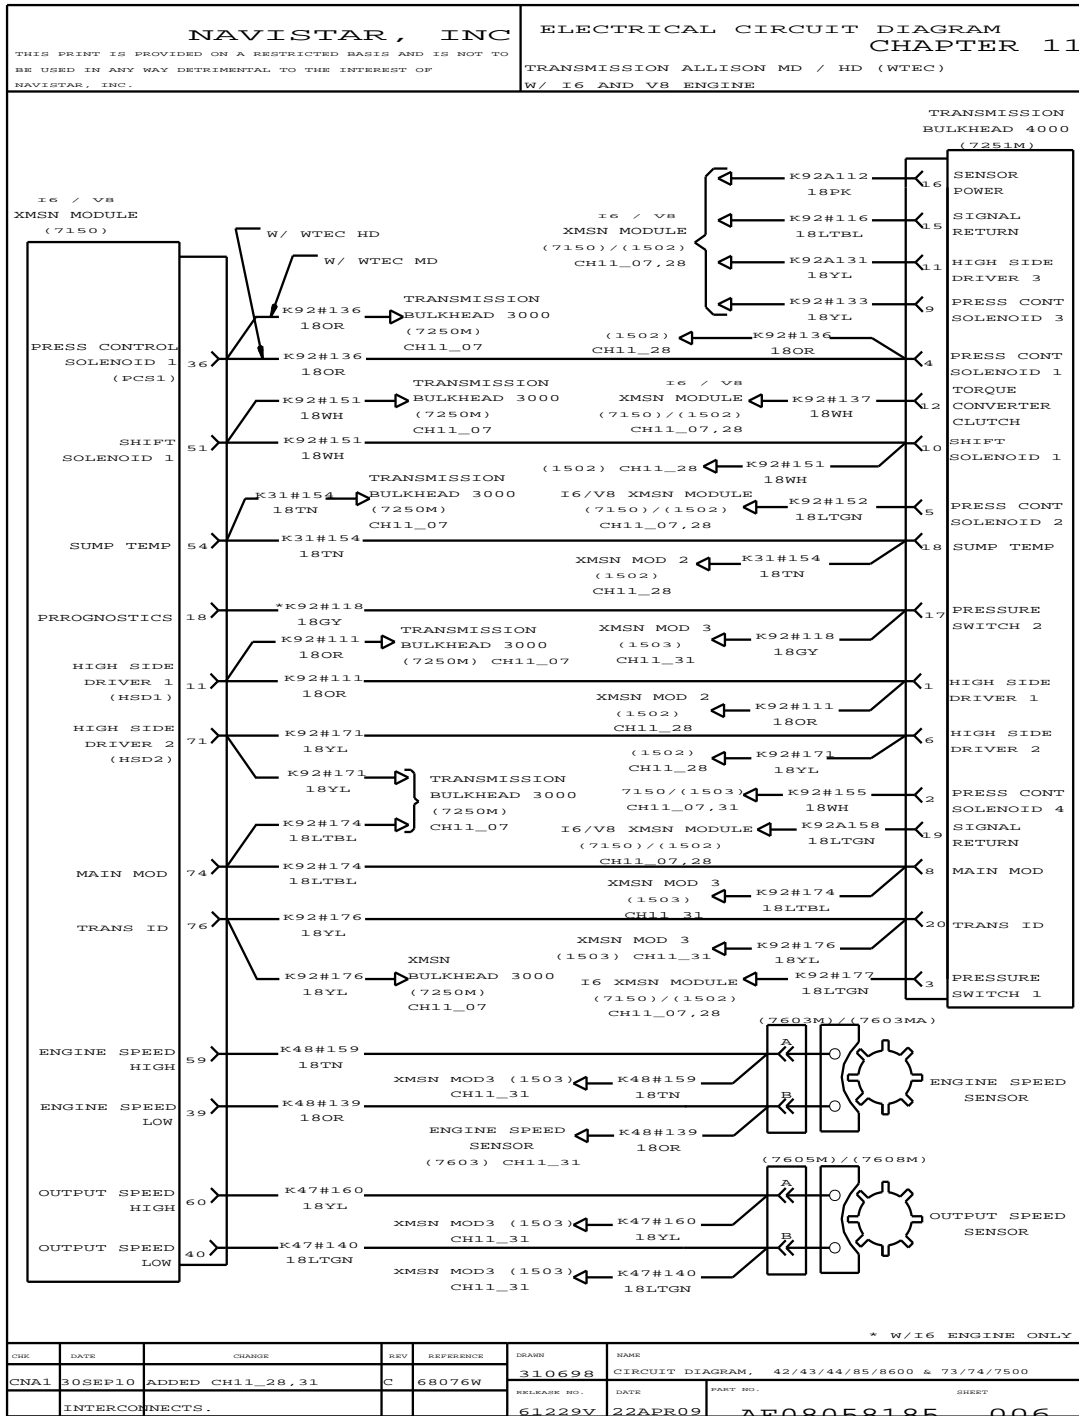 NAVISTAR, INC
THIS PRINT IS PROVIDED ON A RESTRICTED BASIS AND IS NOT TO
BE USED IN ANY WAY DETRIMENTAL TO THE INTEREST OF
NAVISTAR, INC.
ELECTRICAL CIRCUIT DIAGRAM
CHAPTER 11
TRANSMISSION ALLISON MD / HD (WTEC)
W/ I6 AND V8 ENGINE
TRANSMISSION
BULKHEAD 4000
(7251M)
I6 / V8
XMSN MODULE
(7150)
W/ WTEC HD
W/ WTEC MD
PRESS CONTROL
SOLENOID 1
(PCS1)
36
K92#136
18OR
TRANSMISSION
BULKHEAD 3000
(7250M)
CH11_07
K92#136
18OR
SHIFT
SOLENOID 1
51
K92#151
18WH
TRANSMISSION
BULKHEAD 3000
(7250M)
CH11_07
K92#151
18WH
SUMP TEMP
54
K31#154
18TN
TRANSMISSION
BULKHEAD 3000
(7250M)
CH11_07
K31#154
18TN
PRROGNOSTICS
18
*K92#118
18GY
HIGH SIDE
DRIVER 1
(HSD1)
11
K92#111
18OR
TRANSMISSION
BULKHEAD 3000
(7250M) CH11_07
K92#111
18OR
HIGH SIDE
DRIVER 2
(HSD2)
71
K92#171
18YL
K92#171
18YL
TRANSMISSION
BULKHEAD 3000
(7250M)
CH11_07
K92#174
18LTBL
MAIN MOD
74
K92#174
18LTBL
TRANS ID
76
K92#176
18YL
K92#176
18YL
XMSN
BULKHEAD 3000
(7250M)
CH11_07
ENGINE SPEED
HIGH
59
K48#159
18TN
ENGINE SPEED
LOW
39
K48#139
18OR
OUTPUT SPEED
HIGH
60
K47#160
18YL
OUTPUT SPEED
LOW
40
K47#140
18LTGN
I6 / V8
XMSN MODULE
(7150)/(1502)
CH11_07,28
K92A112
18PK
16
SENSOR
POWER
K92#116
18LTBL
15
SIGNAL
RETURN
K92A131
18YL
11
HIGH SIDE
DRIVER 3
K92#133
18YL
9
PRESS CONT
SOLENOID 3
(1502)
CH11_28
K92#136
18OR
4
PRESS CONT
SOLENOID 1
I6 / V8
XMSN MODULE
(7150)/(1502)
CH11_07,28
K92#137
18WH
12
TORQUE
CONVERTER
CLUTCH
(1502) CH11_28
K92#151
18WH
10
SHIFT
SOLENOID 1
I6/V8 XMSN MODULE
(7150)/(1502)
CH11_07,28
K92#152
18LTGN
5
PRESS CONT
SOLENOID 2
XMSN MOD 2
(1502)
CH11_28
K31#154
18TN
18
SUMP TEMP
XMSN MOD 3
(1503)
CH11_31
K92#118
18GY
17
PRESSURE
SWITCH 2
XMSN MOD 2
(1502)
CH11_28
K92#111
18OR
1
HIGH SIDE
DRIVER 1
(1502)
CH11_28
K92#171
18YL
6
HIGH SIDE
DRIVER 2
7150/(1503)
CH11_07,31
K92#155
18WH
2
PRESS CONT
SOLENOID 4
I6/V8 XMSN MODULE
(7150)/(1502)
CH11_07,28
K92A158
18LTGN
19
SIGNAL
RETURN
XMSN MOD 3
(1503)
CH11_31
K92#174
18LTBL
8
MAIN MOD
XMSN MOD 3
(1503) CH11_31
K92#176
18YL
20
TRANS ID
I6 XMSN MODULE
(7150)/(1502)
CH11_07,28
K92#177
18LTGN
3
PRESSURE
SWITCH 1
(7603M)/(7603MA)
A
B
XMSN MOD3 (1503)
CH11_31
K48#159
18TN
ENGINE SPEED
SENSOR
(7603) CH11_31
K48#139
18OR
ENGINE SPEED
SENSOR
(7605M)/(7608M)
A
B
XMSN MOD3 (1503)
CH11_31
K47#160
18YL
XMSN MOD3 (1503)
CH11_31
K47#140
18LTGN
OUTPUT SPEED
SENSOR
* W/I6 ENGINE ONLY
CHK DATE CHANGE REV REFERENCE
CNA1 30SEP10 ADDED CH11_28,31 C 68076W
INTERCONNECTS.
DRAWN
310698
NAME
CIRCUIT DIAGRAM, 42/43/44/85/8600 & 73/74/7500
RELEASE NO.
61229V
DATE
22APR09
PART NO.
AF08058185
SHEET
006